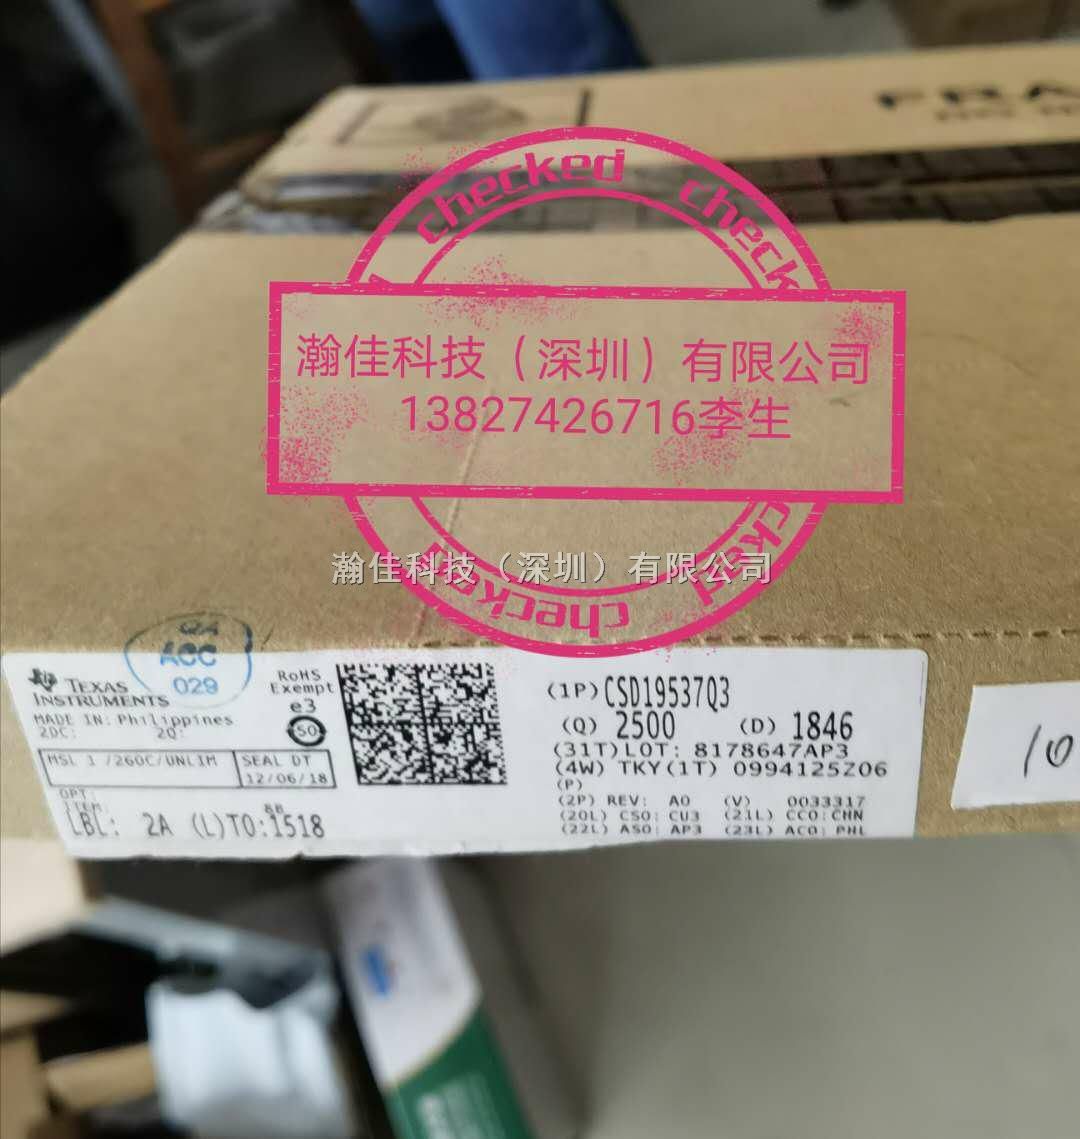 FRA
checked checked
瀚佳科技（深圳）有限公司
13827426716李生
瀚佳科技（深圳）有限公司
checked checked
ACC
029
TEXAS
INSTRUMENTS
MADE IN: Philippines
2DC: 2Q:
MSL 1 /260C/UNLIM
SEAL DT
12/06/18
OPT:
ITEM:
LBL: 2A (L)TO:1518
RoHS
Exempt
e3
(1P) CSD19537Q3
(Q) 2500 (D) 1846
(31T)LOT: 8178647AP3
(4W) TKY(1T) 0994125Z06
(P)
(2P) REV: A0 (V) 0033317
(20L) CSO: CU3 (21L) CCO:CHN
(22L) ASO: AP3 (23L) ACO: PHL
10